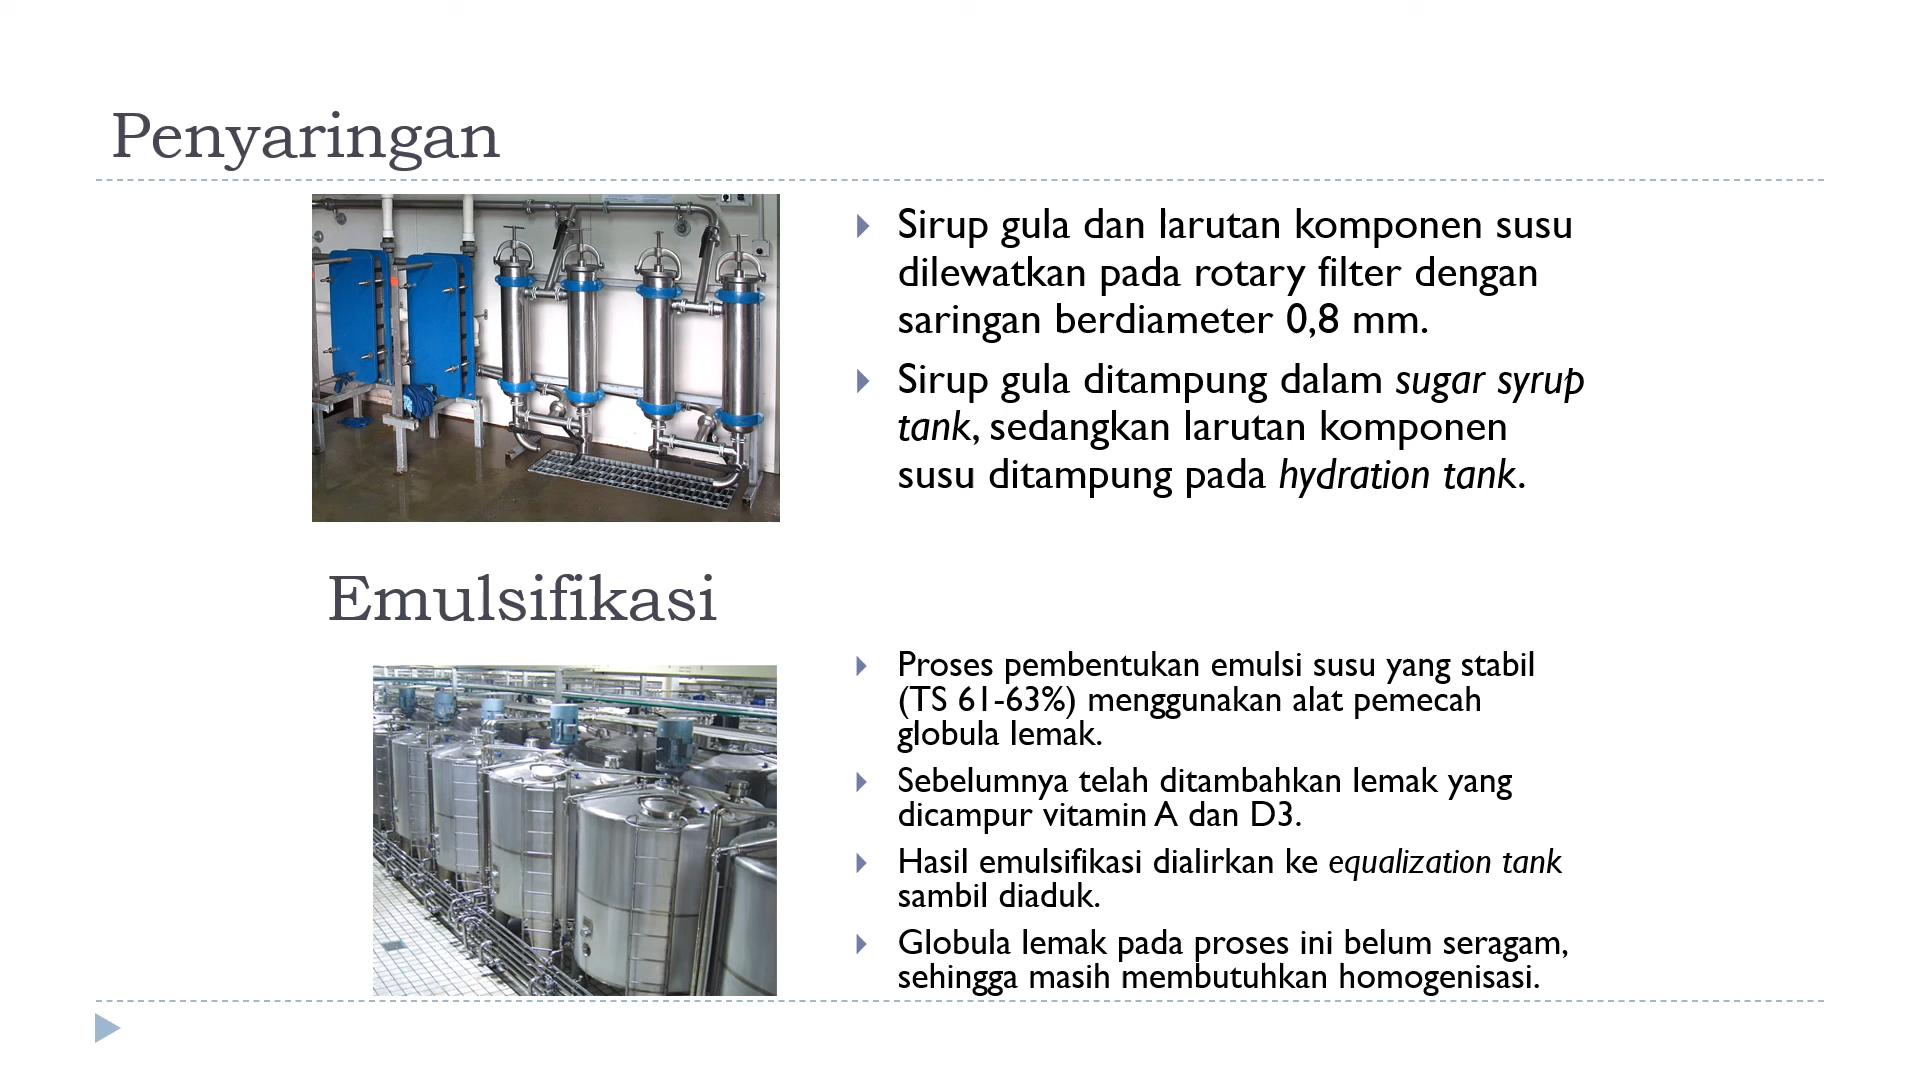 Penyaringan
Sirup gula dan larutan komponen susu
dilewatkan pada rotary filter dengan
saringan berdiameter 0,8 mm.
Sirup gula ditampung dalam sugar syrup
tank, sedangkan larutan komponen
susu ditampung pada hydration tank.
Emulsifikasi
Proses pembentukan emulsi susu yang stabil
(TS 61-63%) menggunakan alat pemecah
globula lemak.
Sebelumnya telah ditambahkan lemak yang
dicampur vitamin A dan D3.
Hasil emulsifikasi dialirkan ke equalization tank
sambil diaduk.
Globula lemak pada proses ini belum seragam,
sehingga masih membutuhkan homogenisasi.